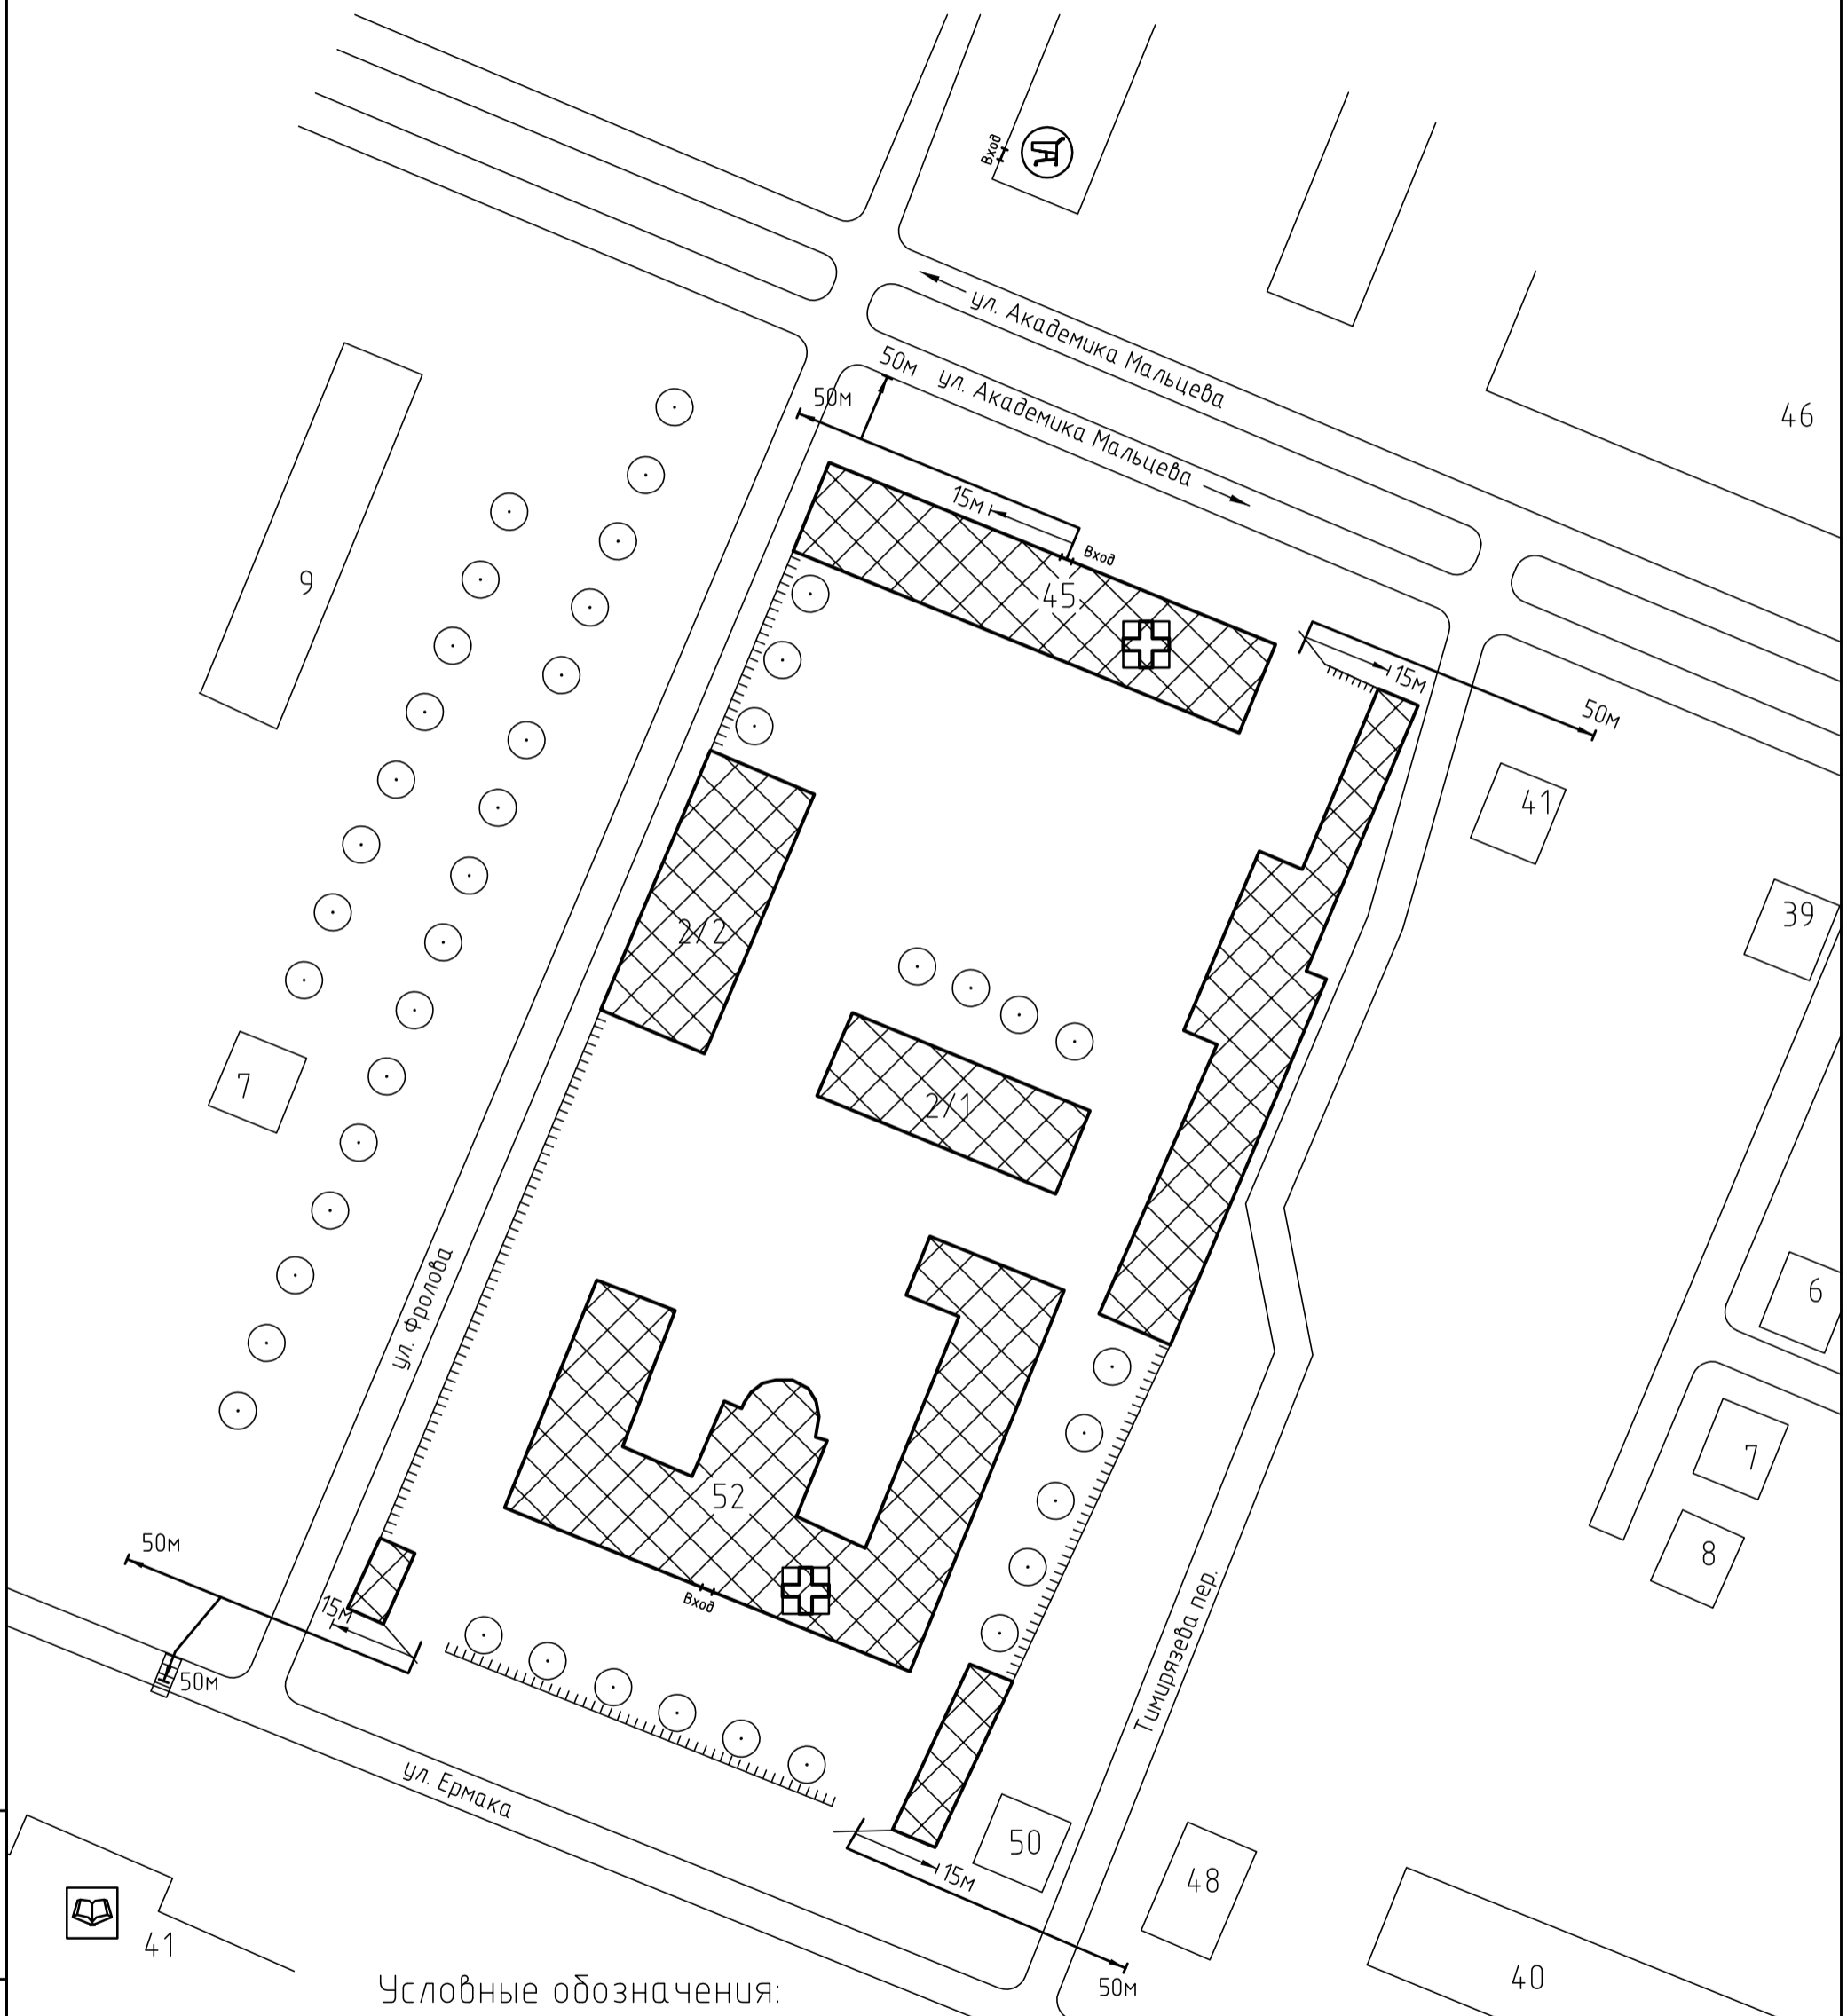 Вход
ул. Академика Мальцева
46
50м
ул. Академика Мальцева
50м
15м
Вход
9
45
15м
50м
41
39
2/2
7
2/1
ул. Фролова
6
7
52
8
50м
Вход
15м
50м
Тимирязева пер.
ул. Ермака
50
15м
48
41
40
50м
Условные обозначения: